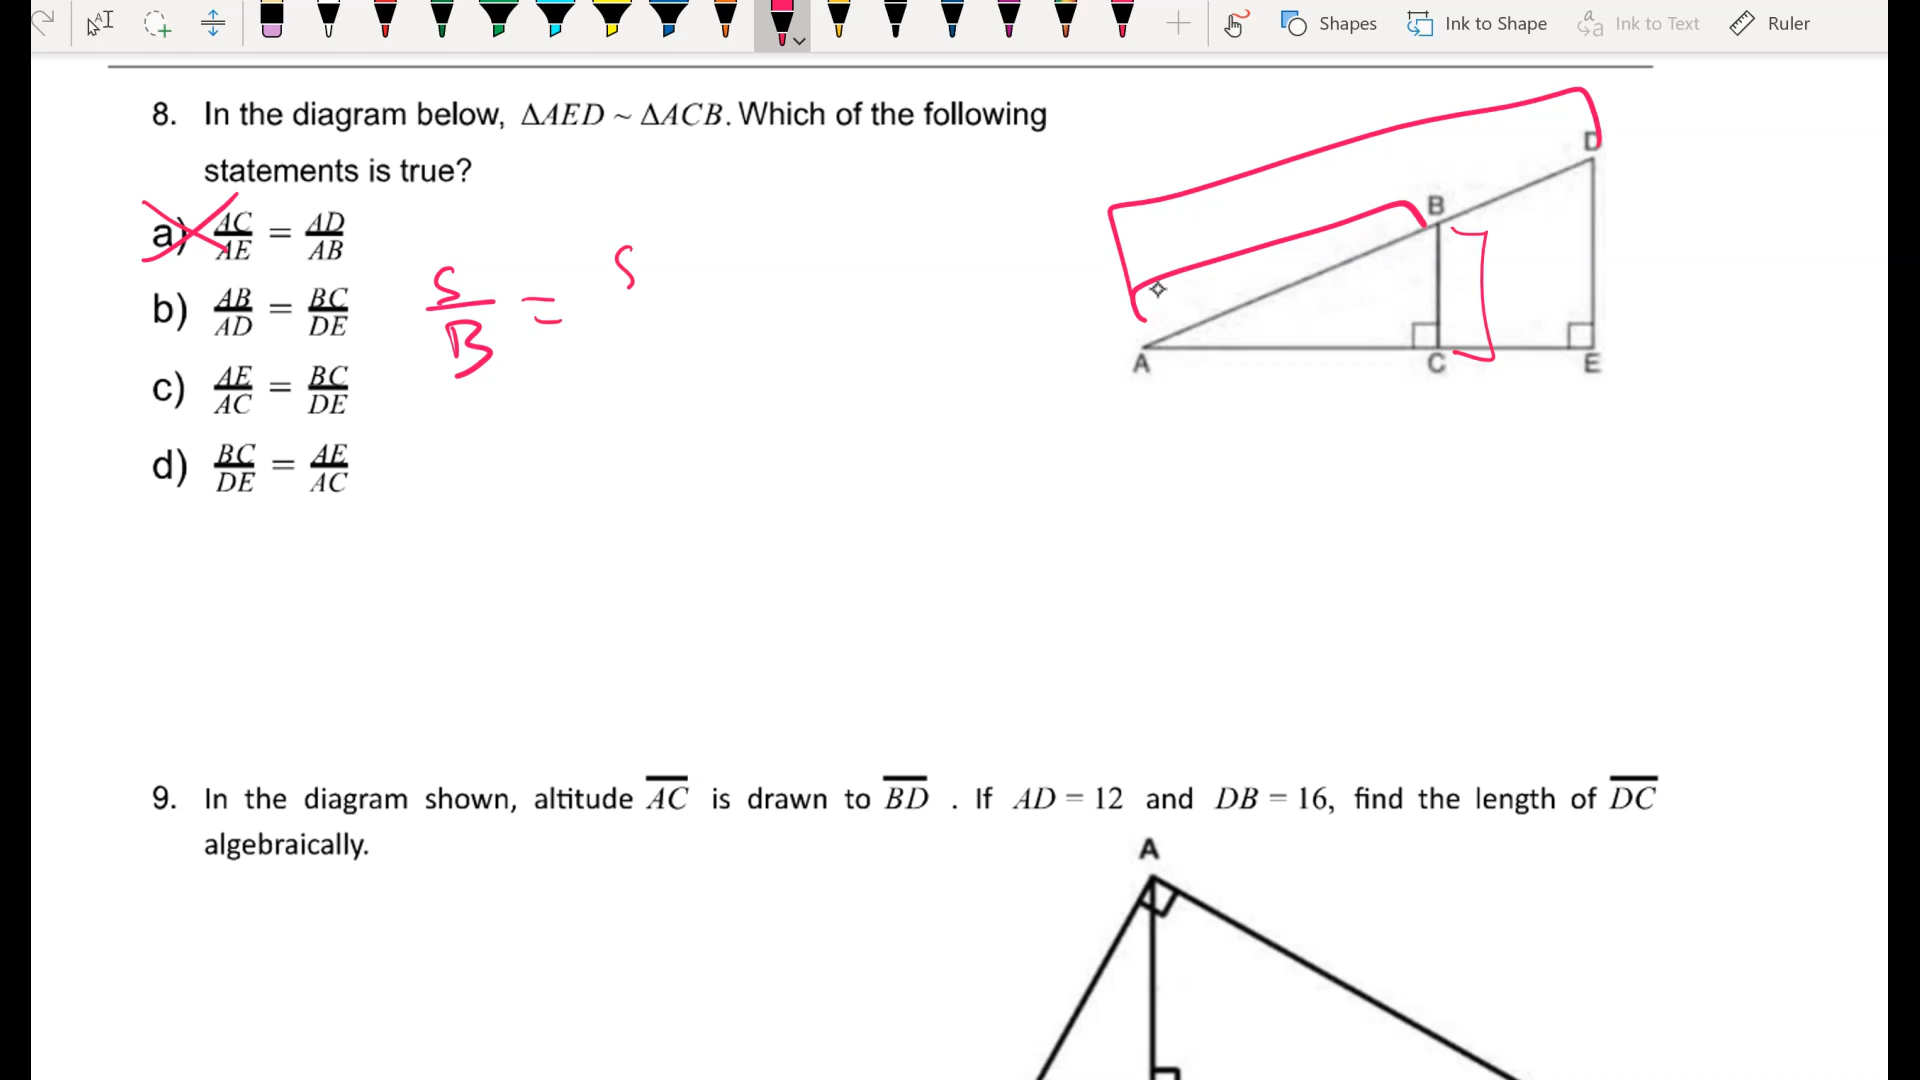 Shapes Ink to Shape Ink to Text Ruler
8. In the diagram below, ΔAED ~ ΔACB. Which of the following
statements is true?
a) AC/AE = AD/AB
b) AB/AD = BC/DE
c) AE/AC = BC/DE
d) BC/DE = AE/AC
S/B = S
D
B
A C E
9. In the diagram shown, altitude A̅C̅ is drawn to B̅D̅ . If AD = 12 and DB = 16, find the length of D̅C̅
algebraically.
A